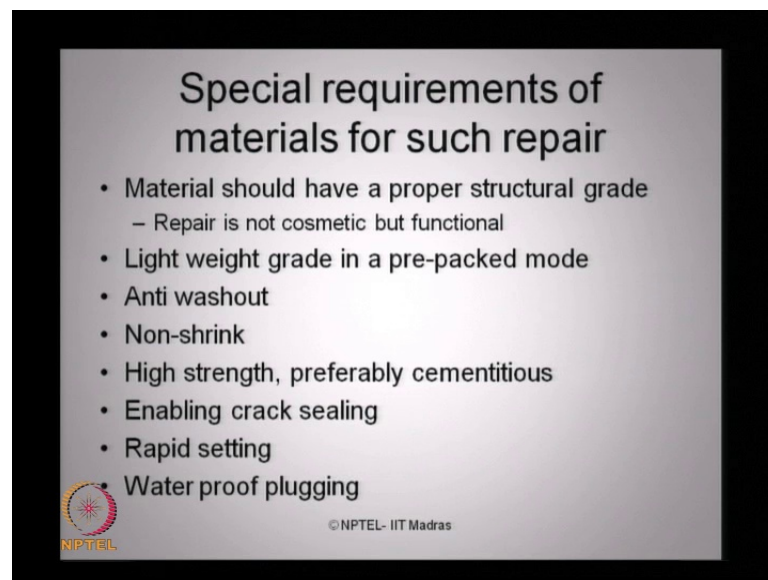 Special requirements of
materials for such repair
• Material should have a proper structural grade
– Repair is not cosmetic but functional
• Light weight grade in a pre-packed mode
• Anti washout
• Non-shrink
• High strength, preferably cementitious
• Enabling crack sealing
• Rapid setting
• Water proof plugging
©NPTEL- IIT Madras
NPTEL